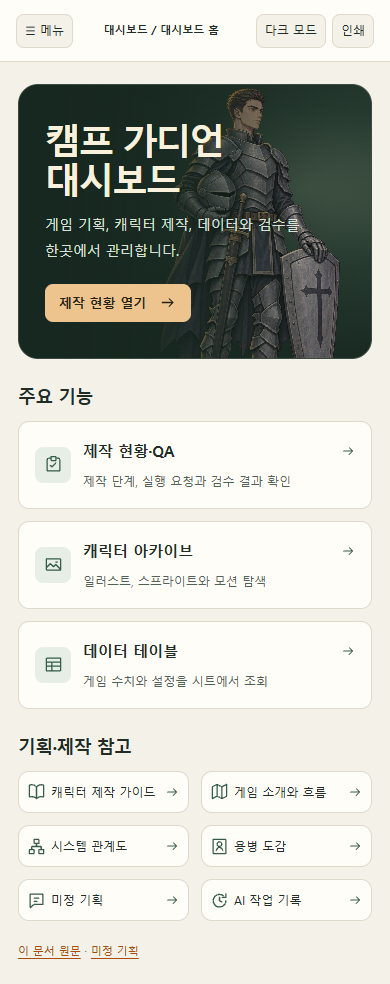 ☰ 메뉴
대시보드 / 대시보드 홈
다크 모드
인쇄
캠프 가디언
대시보드
게임 기획, 캐릭터 제작, 데이터와 검수를
한곳에서 관리합니다.
제작 현황 열기 →
주요 기능
제작 현황·QA →
제작 단계, 실행 요청과 검수 결과 확인
캐릭터 아카이브 →
일러스트, 스프라이트와 모션 탐색
데이터 테이블 →
게임 수치와 설정을 시트에서 조회
기획·제작 참고
캐릭터 제작 가이드 →
게임 소개와 흐름 →
시스템 관계도 →
용병 도감 →
미정 기획 →
AI 작업 기록 →
이 문서 원문 · 미정 기획